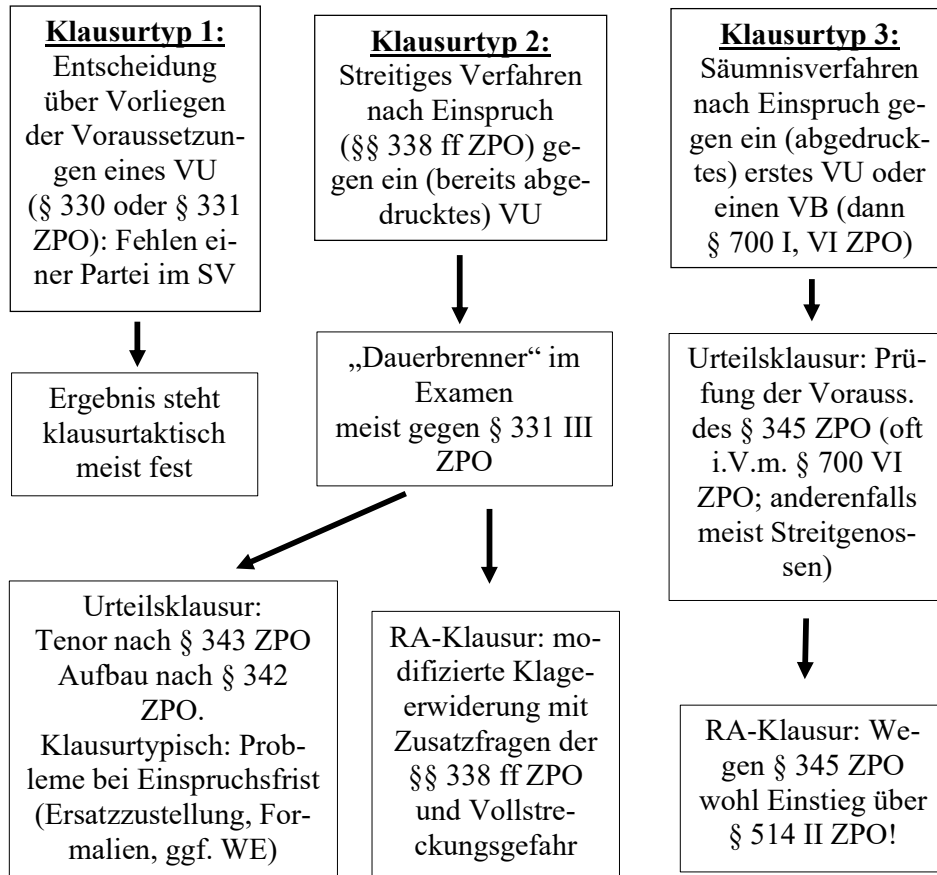 Klausurtyp 1:
Entscheidung
über Vorliegen
der Voraussetzun-
gen eines VU
(§ 330 oder § 331
ZPO): Fehlen ei-
ner Partei im SV
Ergebnis steht
klausurtaktisch
meist fest
Klausurtyp 2:
Streitiges Verfahren
nach Einspruch
(§§ 338 ff ZPO) ge-
gen ein (bereits abge-
drucktes) VU
„Dauerbrenner“ im
Examen
meist gegen § 331 III
ZPO
Urteilsklausur:
Tenor nach § 343 ZPO
Aufbau nach § 342
ZPO.
Klausurtypisch: Prob-
leme bei Einspruchsfrist
(Ersatzzustellung, For-
malien, ggf. WE)
RA-Klausur: mo-
difizierte Klage-
erwiderung mit
Zusatzfragen der
§§ 338 ff ZPO
und Vollstre-
ckungsgefahr
Klausurtyp 3:
Säumnisverfahren
nach Einspruch ge-
gen ein (abgedruck-
tes) erstes VU oder
einen VB (dann
§ 700 I, VI ZPO)
Urteilsklausur: Prü-
fung der Vorauss.
des § 345 ZPO (oft
i.V.m. § 700 VI
ZPO; anderenfalls
meist Streitgenos-
sen)
RA-Klausur: We-
gen § 345 ZPO
wohl Einstieg über
§ 514 II ZPO!